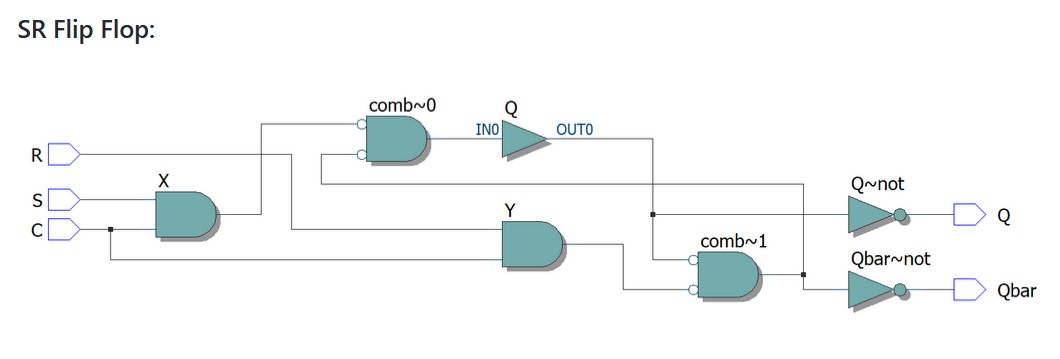 SR Flip Flop:
comb~0
Q
IN0
OUT0
R
X
S
C
Y
Q~not
Q
comb~1
Qbar~not
Qbar